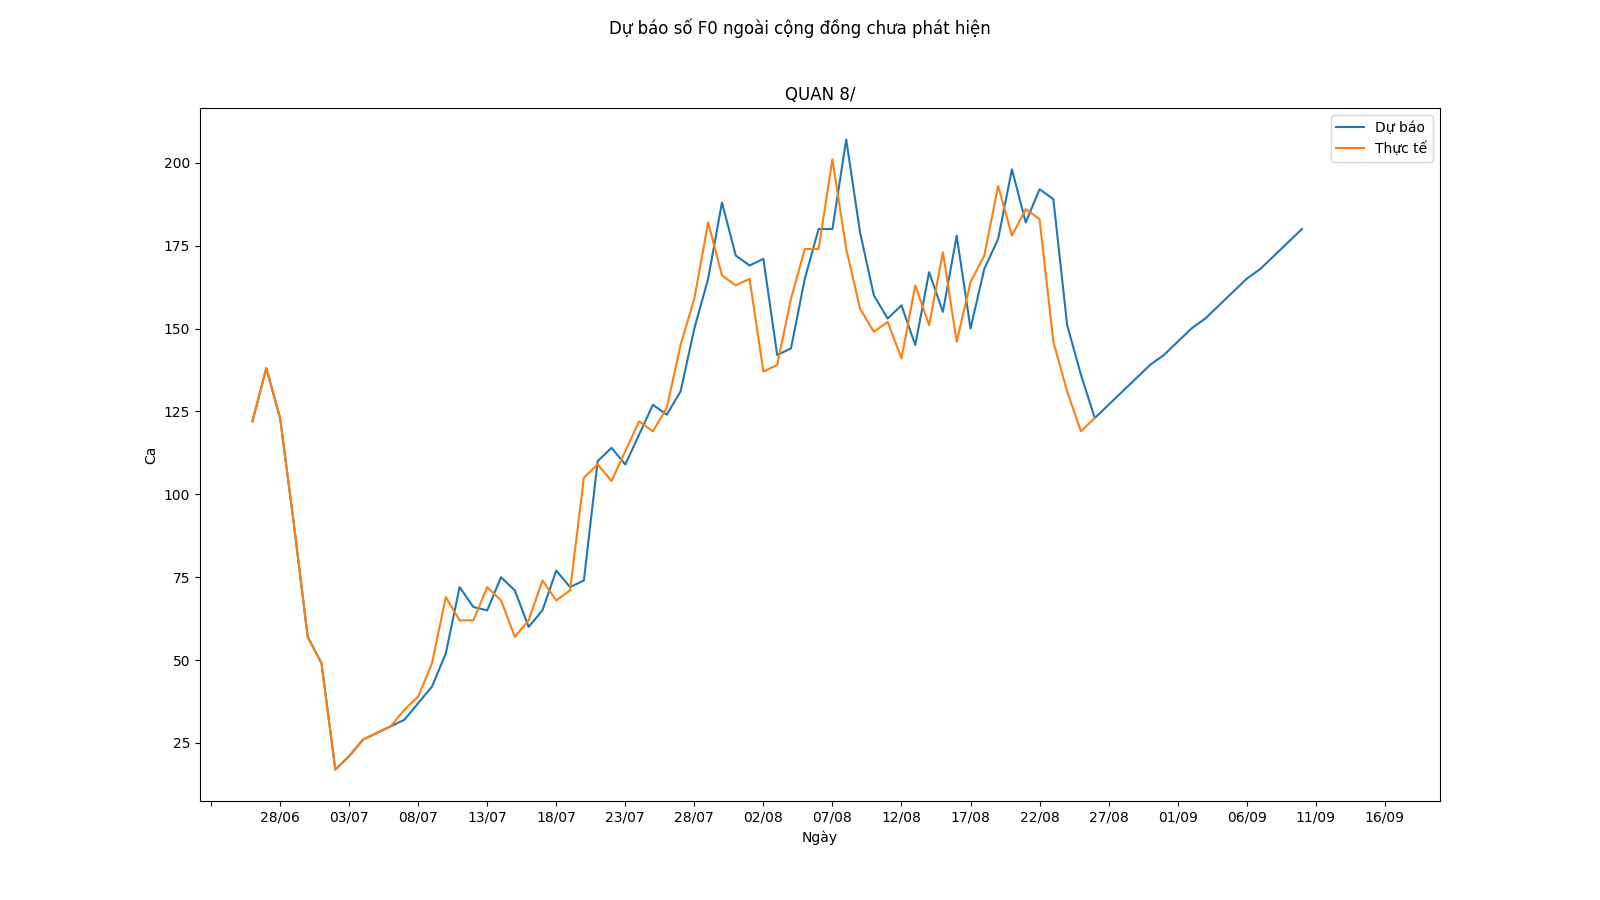 Dự báo số F0 ngoài cộng đồng chưa phát hiện
QUAN 8/
Dự báo
Thực tế
200
175
150
125
100
75
50
25
Ca
28/06 03/07 08/07 13/07 18/07 23/07 28/07 02/08 07/08 12/08 17/08 22/08 27/08 01/09 06/09 11/09 16/09
Ngày